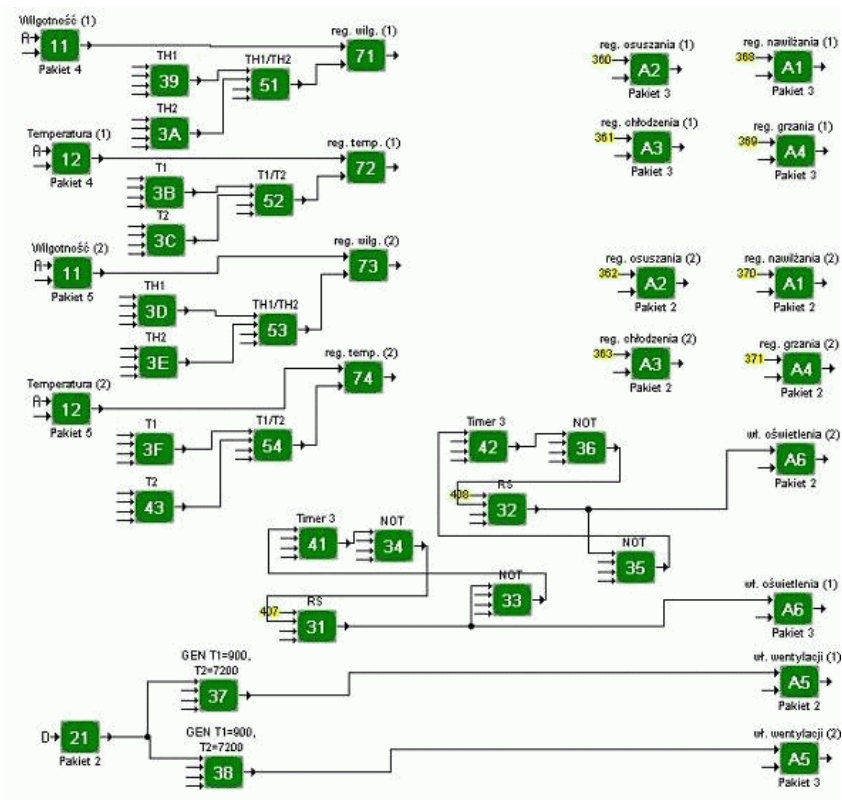 Wilgotność (1)
A
11
Pakiet 4
TH1
39
TH2
3A
TH1/TH2
51
reg. wilg. (1)
71
Temperatura (1)
A
12
Pakiet 4
T1
3B
T2
3C
T1/T2
52
reg. temp. (1)
72
Wilgotność (2)
A
11
Pakiet 5
TH1
3D
TH2
3E
TH1/TH2
53
reg. wilg. (2)
73
Temperatura (2)
A
12
Pakiet 5
T1
3F
T2
43
T1/T2
54
reg. temp. (2)
74
reg. osuszania (1)
360
A2
Pakiet 3
reg. nawilżania (1)
368
A1
Pakiet 3
reg. chłodzenia (1)
361
A3
Pakiet 3
reg. grzania (1)
369
A4
Pakiet 3
reg. osuszania (2)
362
A2
Pakiet 2
reg. nawilżania (2)
370
A1
Pakiet 2
reg. chłodzenia (2)
363
A3
Pakiet 2
reg. grzania (2)
371
A4
Pakiet 2
Timer 3
42
NOT
36
408
RS
32
NOT
35
wł. oświetlenia (2)
A6
Pakiet 2
Timer 3
41
NOT
34
407
RS
31
NOT
33
wł. oświetlenia (1)
A6
Pakiet 3
D
21
Pakiet 2
GEN T1=900,
T2=7200
37
wł. wentylacji (1)
A5
Pakiet 2
GEN T1=900,
T2=7200
38
wł. wentylacji (2)
A5
Pakiet 3